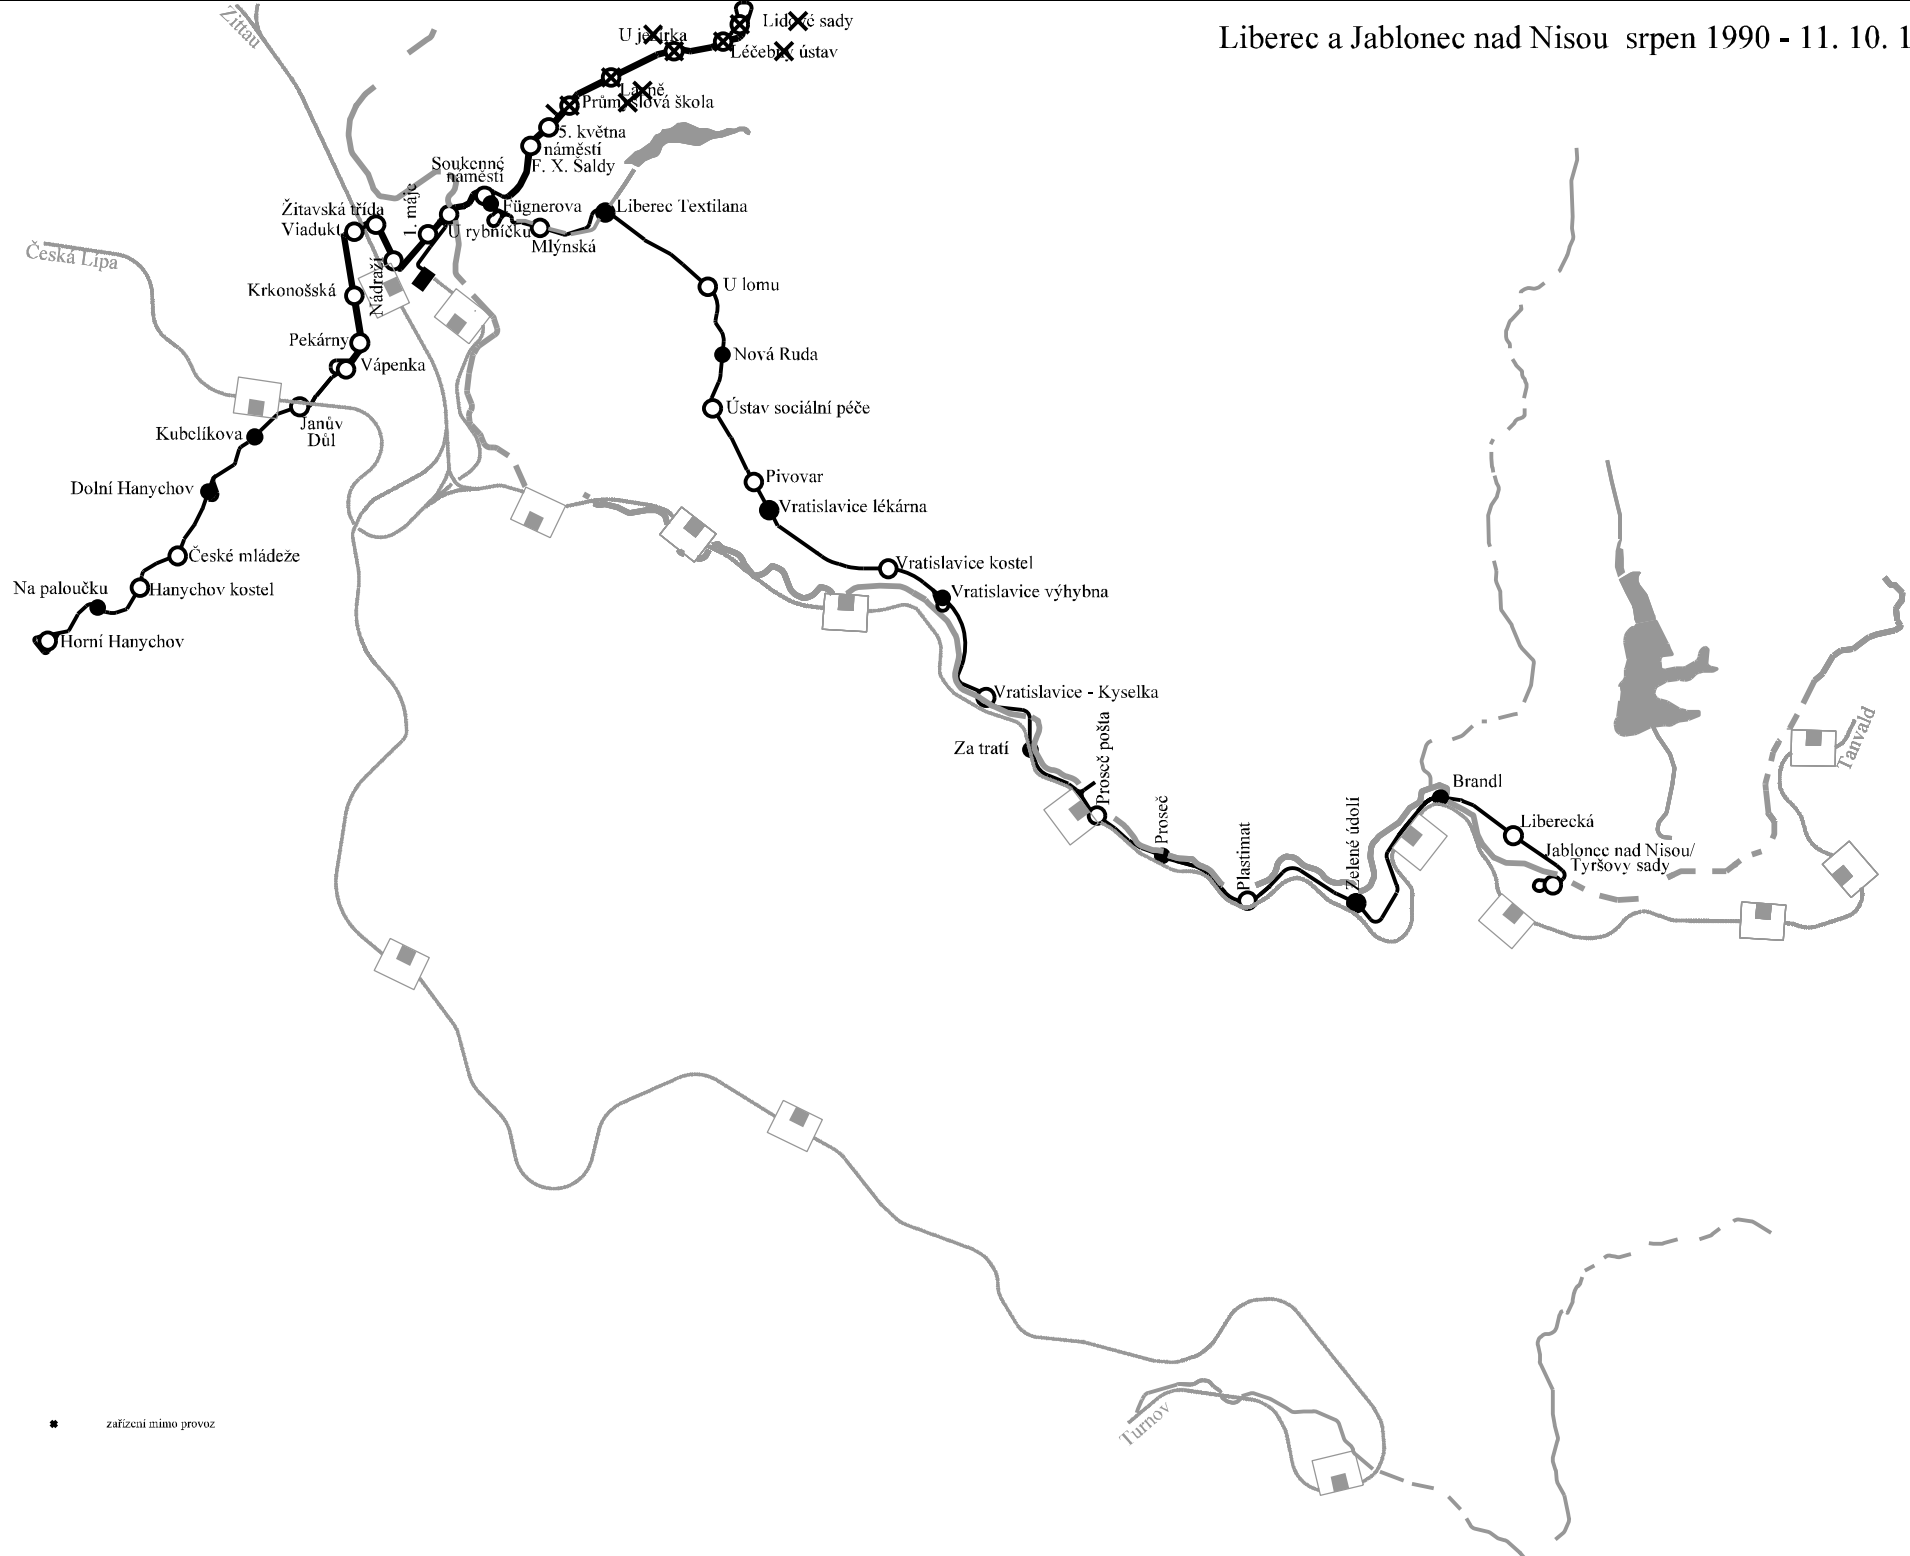 Liberec a Jablonec nad Nisou  srpen 1990 - 11. 10. 1
Zittau
Lidové sady
U jezírka
Léčebný ústav
Lázně
Průmyslová škola
5. května
náměstí
F. X. Šaldy
Soukenné
náměstí
1. máje
Žitavská třída
Viadukt
Fügnerova
Liberec Textilana
U rybníčku
Mlýnská
Česká Lípa
Nádraží
Krkonošská
U lomu
Pekárny
Nová Ruda
Vápenka
Ústav sociální péče
Janův
Důl
Kubelíkova
Pivovar
Dolní Hanychov
Vratislavice lékárna
České mládeže
Vratislavice kostel
Na paloučku
Hanychov kostel
Vratislavice výhybna
Horní Hanychov
Vratislavice - Kyselka
Za tratí
Proseč pošta
Tanvald
Brandl
Proseč
Plastimat
Zelené údolí
Liberecká
Jablonec nad Nisou/
Tyršovy sady
Turnov
zařízení mimo provoz